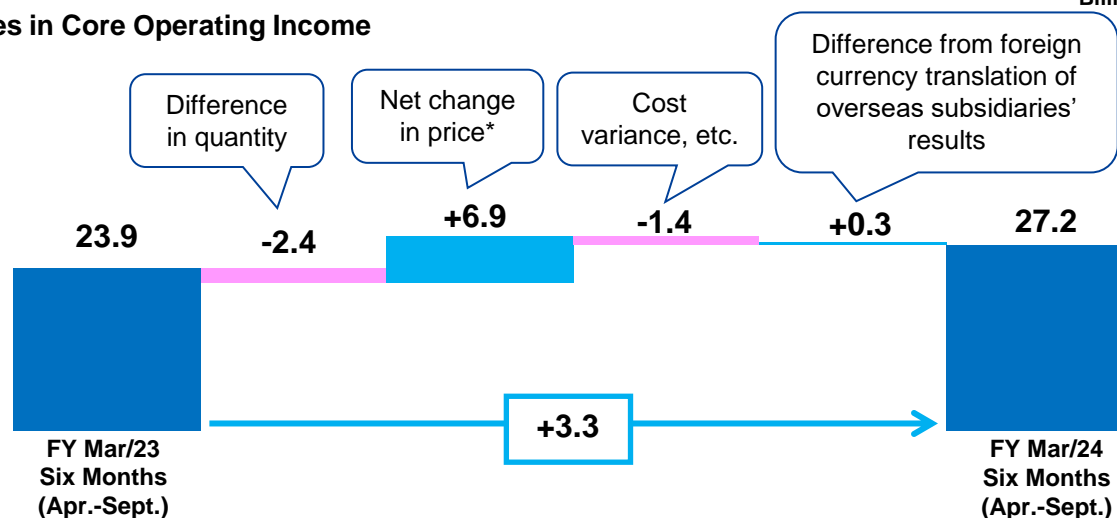 es in Core Operating Income
Difference
in quantity
Net change
in price*
Cost
variance, etc.
Difference from foreign
currency translation of
overseas subsidiaries’
results
23.9
-2.4
+6.9
-1.4
+0.3
27.2
+3.3
FY Mar/23
Six Months
(Apr.-Sept.)
FY Mar/24
Six Months
(Apr.-Sept.)